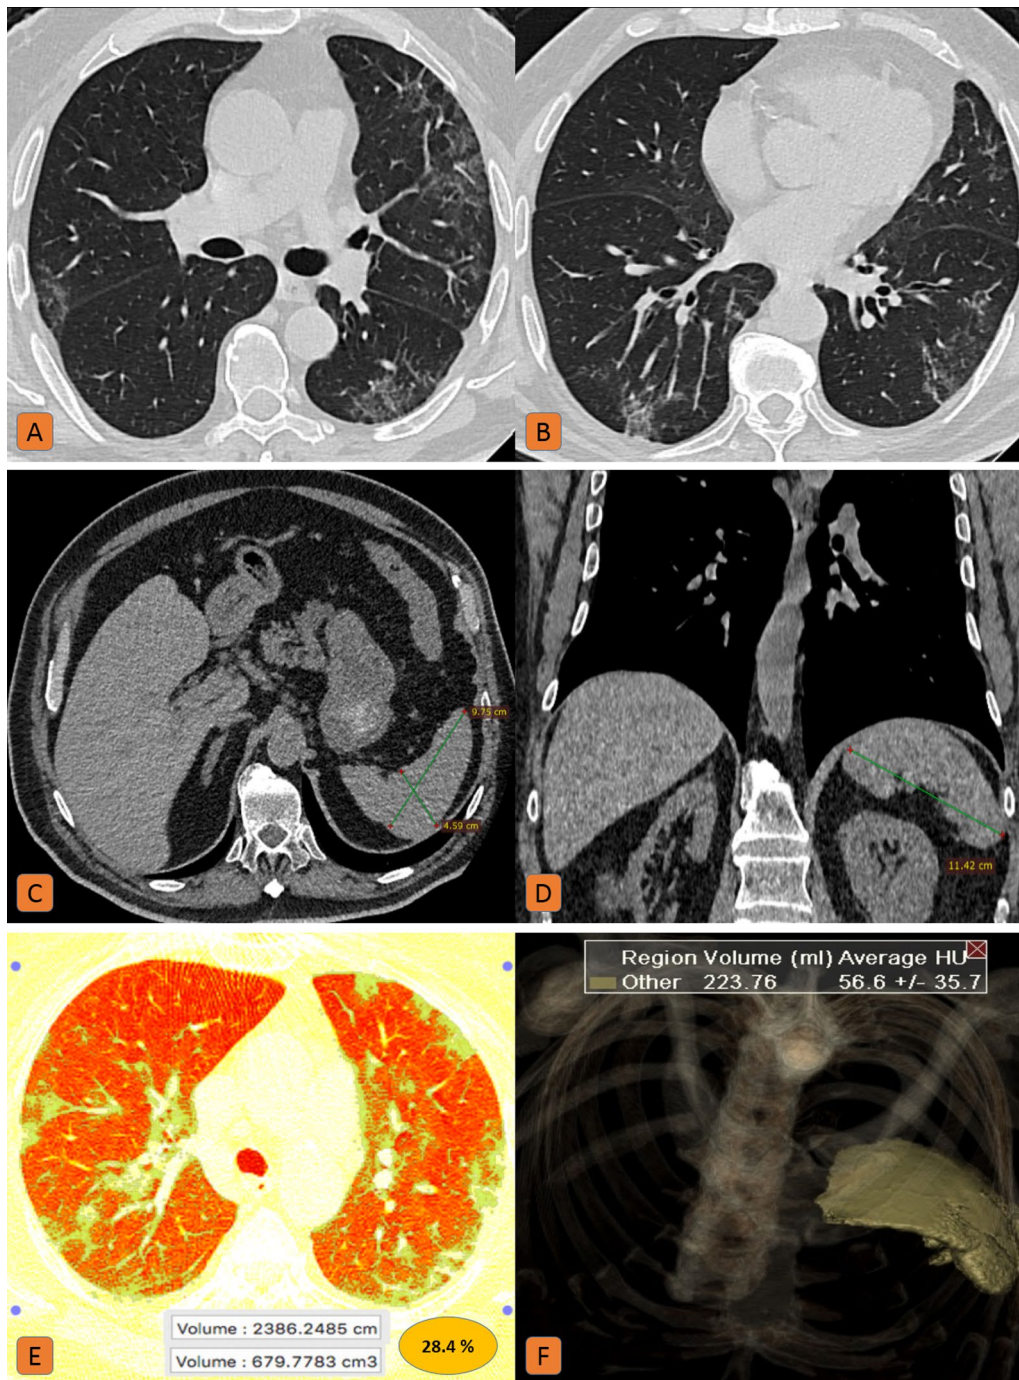 A
B
9.75 cm
4.59 cm
C
11.42 cm
D
Volume : 2386.2485 cm
Volume : 679.7783 cm3
28.4 %
E
Region Volume (ml) Average HU
Other 223.76 56.6 +/- 35.7
F